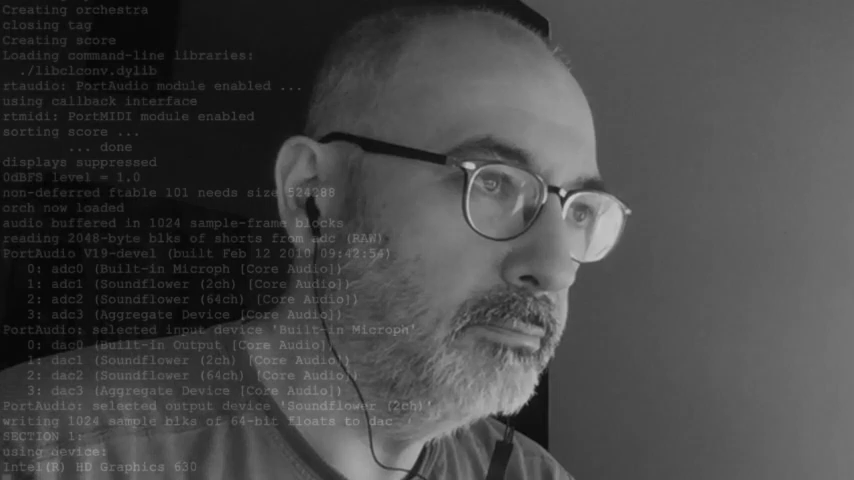 Creating orchestra
closing tag
Creating score
Loading command-line libraries:
./libclconv.dylib
rtaudio: PortAudio module enabled ...
using callback interface
rtmidi: PortMIDI module enabled
sorting score ...
... done
displays suppressed
0dBFS level = 1.0
non-deferred ftable 101 needs size 524288
orch now loaded
audio buffered in 1024 sample-frame blocks
reading 2048-byte blks of shorts from adc (RAW)
PortAudio V19-devel (built Feb 12 2010 09:42:54)
0: adc0 (Built-in Microph [Core Audio])
1: adc1 (Soundflower (2ch) [Core Audio])
2: adc2 (Soundflower (64ch) [Core Audio])
3: adc3 (Aggregate Device [Core Audio])
PortAudio: selected input device 'Built-in Microph'
0: dac0 (Built-in Output [Core Audio])
1: dac1 (Soundflower (2ch) [Core Audio])
2: dac2 (Soundflower (64ch) [Core Audio])
3: dac3 (Aggregate Device [Core Audio])
PortAudio: selected output device 'Soundflower (2ch)'
writing 1024 sample blks of 64-bit floats to dac
SECTION 1:
using device:
Intel(R) HD Graphics 630